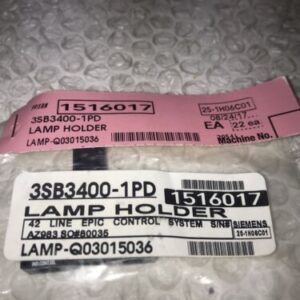 1516017
3SB3400-1PD
LAMP HOLDER
LAMP-Q03015036
25-1H06C01
08/24/17
EA 22 ea.
Machine No.
3SB3400-1PD
1516017
LAMP HOLDER
42 LINE EPIC CONTROL SYSTEM S/N# SIEMENS
AZ983 SO#80035
25-1H06C01
LAMP-Q03015036